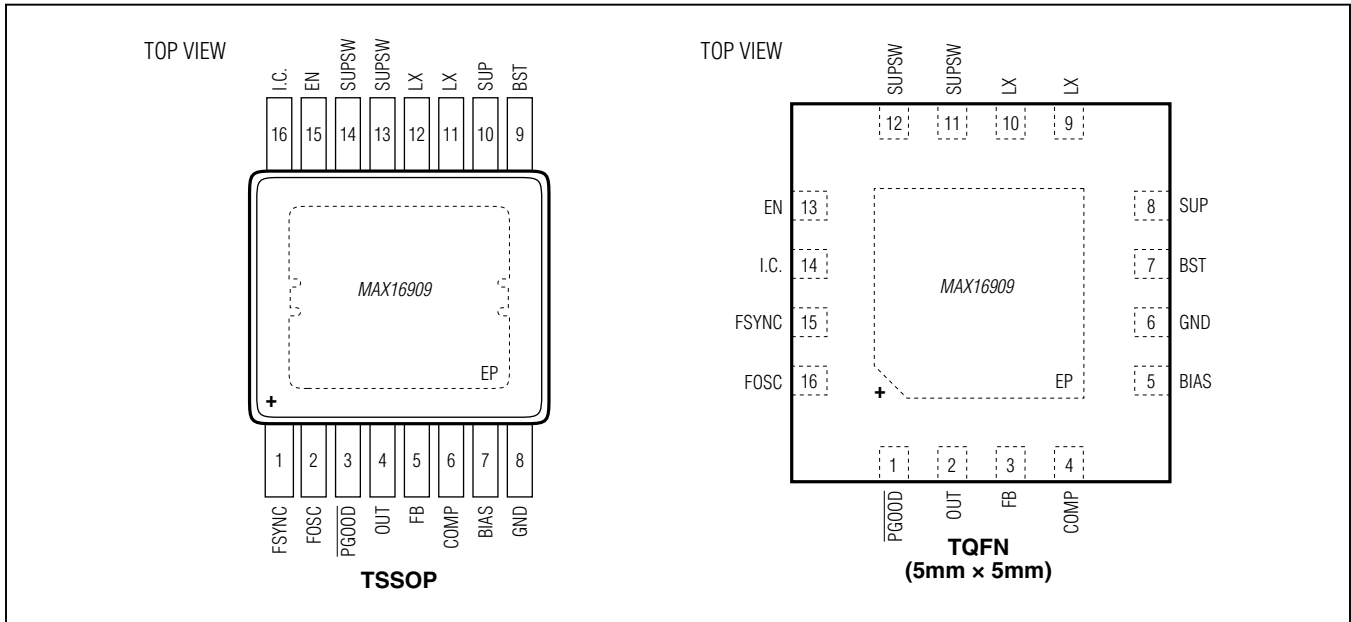 TOP VIEW
I.C.
EN
SUPSW
SUPSW
LX
LX
SUP
BST
16
15
14
13
12
11
10
9
MAX16909
EP
+
1
2
3
4
5
6
7
8
FSYNC
FOSC
PGOOD
OUT
FB
COMP
BIAS
GND
TSSOP
TOP VIEW
SUPSW
SUPSW
LX
LX
12
11
10
9
EN 13
I.C. 14
FSYNC 15
FOSC 16
MAX16909
EP
+
8 SUP
7 BST
6 GND
5 BIAS
1
2
3
4
PGOOD
OUT
FB
COMP
TQFN
(5mm × 5mm)